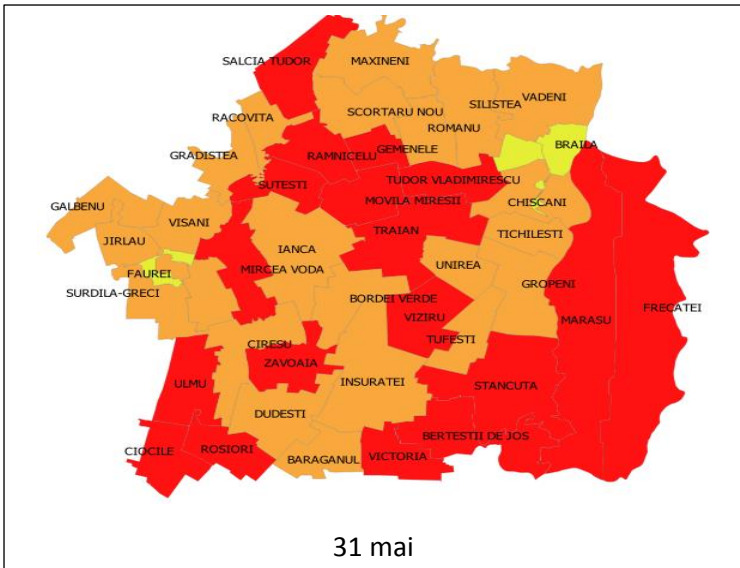 SALCIA TUDOR
MAXINENI
VADENI
SILISTEA
RACOVITA
SCORTARU NOU
ROMANU
BRAILA
GEMENELE
GRADISTEA
RAMNICELU
TUDOR VLADIMIRESCU
SUTESTI
MOVILA MIRESII
CHISCANI
GALBENU
VISANI
TRAIAN
TICHILESTI
JIRLAU
IANCA
UNIREA
MIRCEA VODA
FAUREI
GROPENI
SURDILA-GRECI
BORDEI VERDE
MARASU
FRECATEI
VIZIRU
CIRESU
TUFESTI
ZAVOAIA
ULMU
INSURATEI
STANCUTA
DUDESTI
BERTESTII DE JOS
CIOCILE
ROSIORI
VICTORIA
BARAGANUL
31 mai